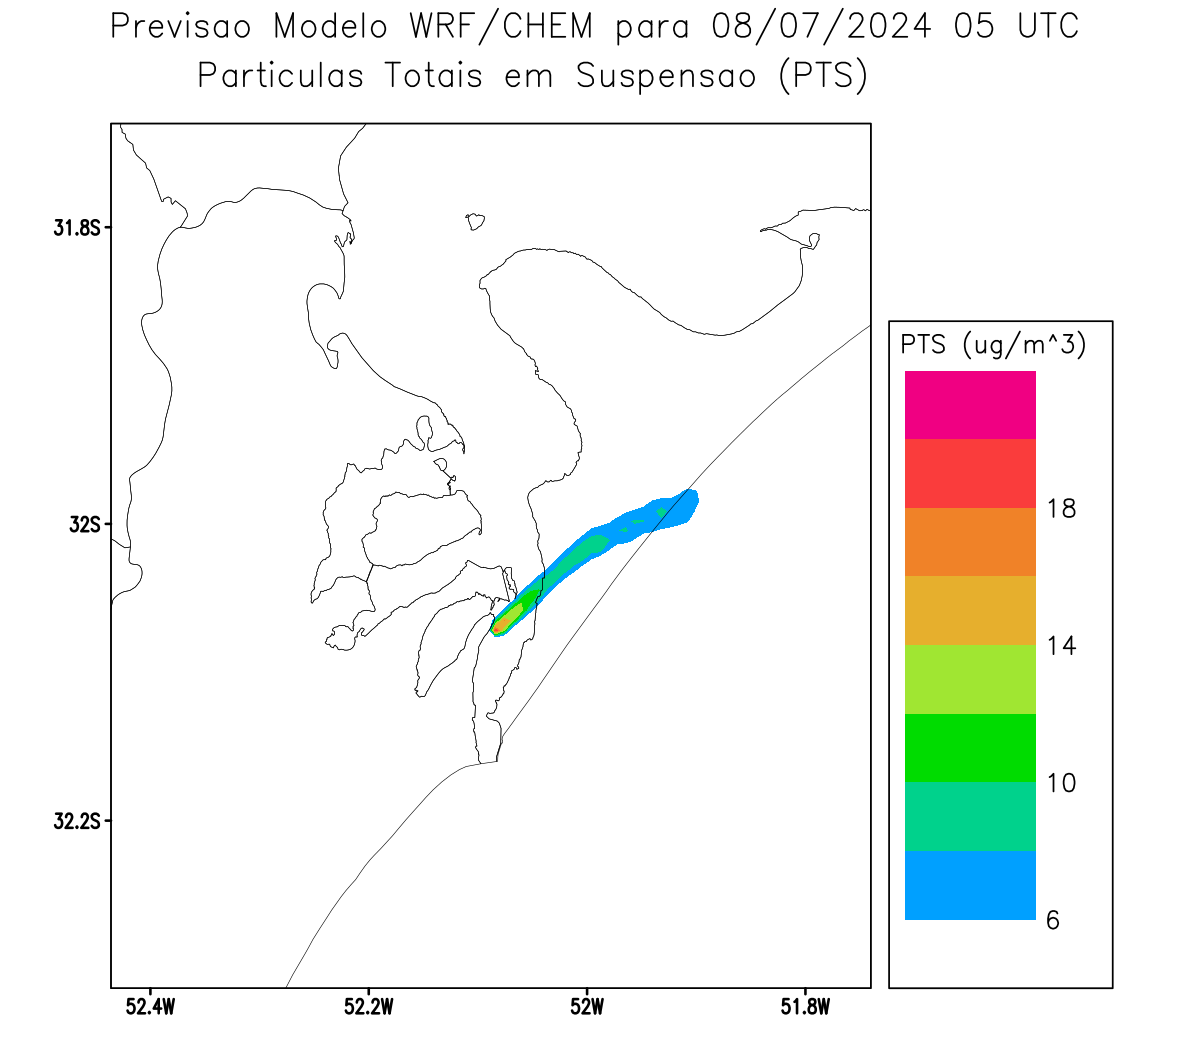 Previsao Modelo WRF/CHEM para 08/07/2024 05 UTC
Particulas Totais em Suspensao (PTS)
31.8S
32S
32.2S
52.4W
52.2W
52W
51.8W
PTS (ug/m^3)
18
14
10
6